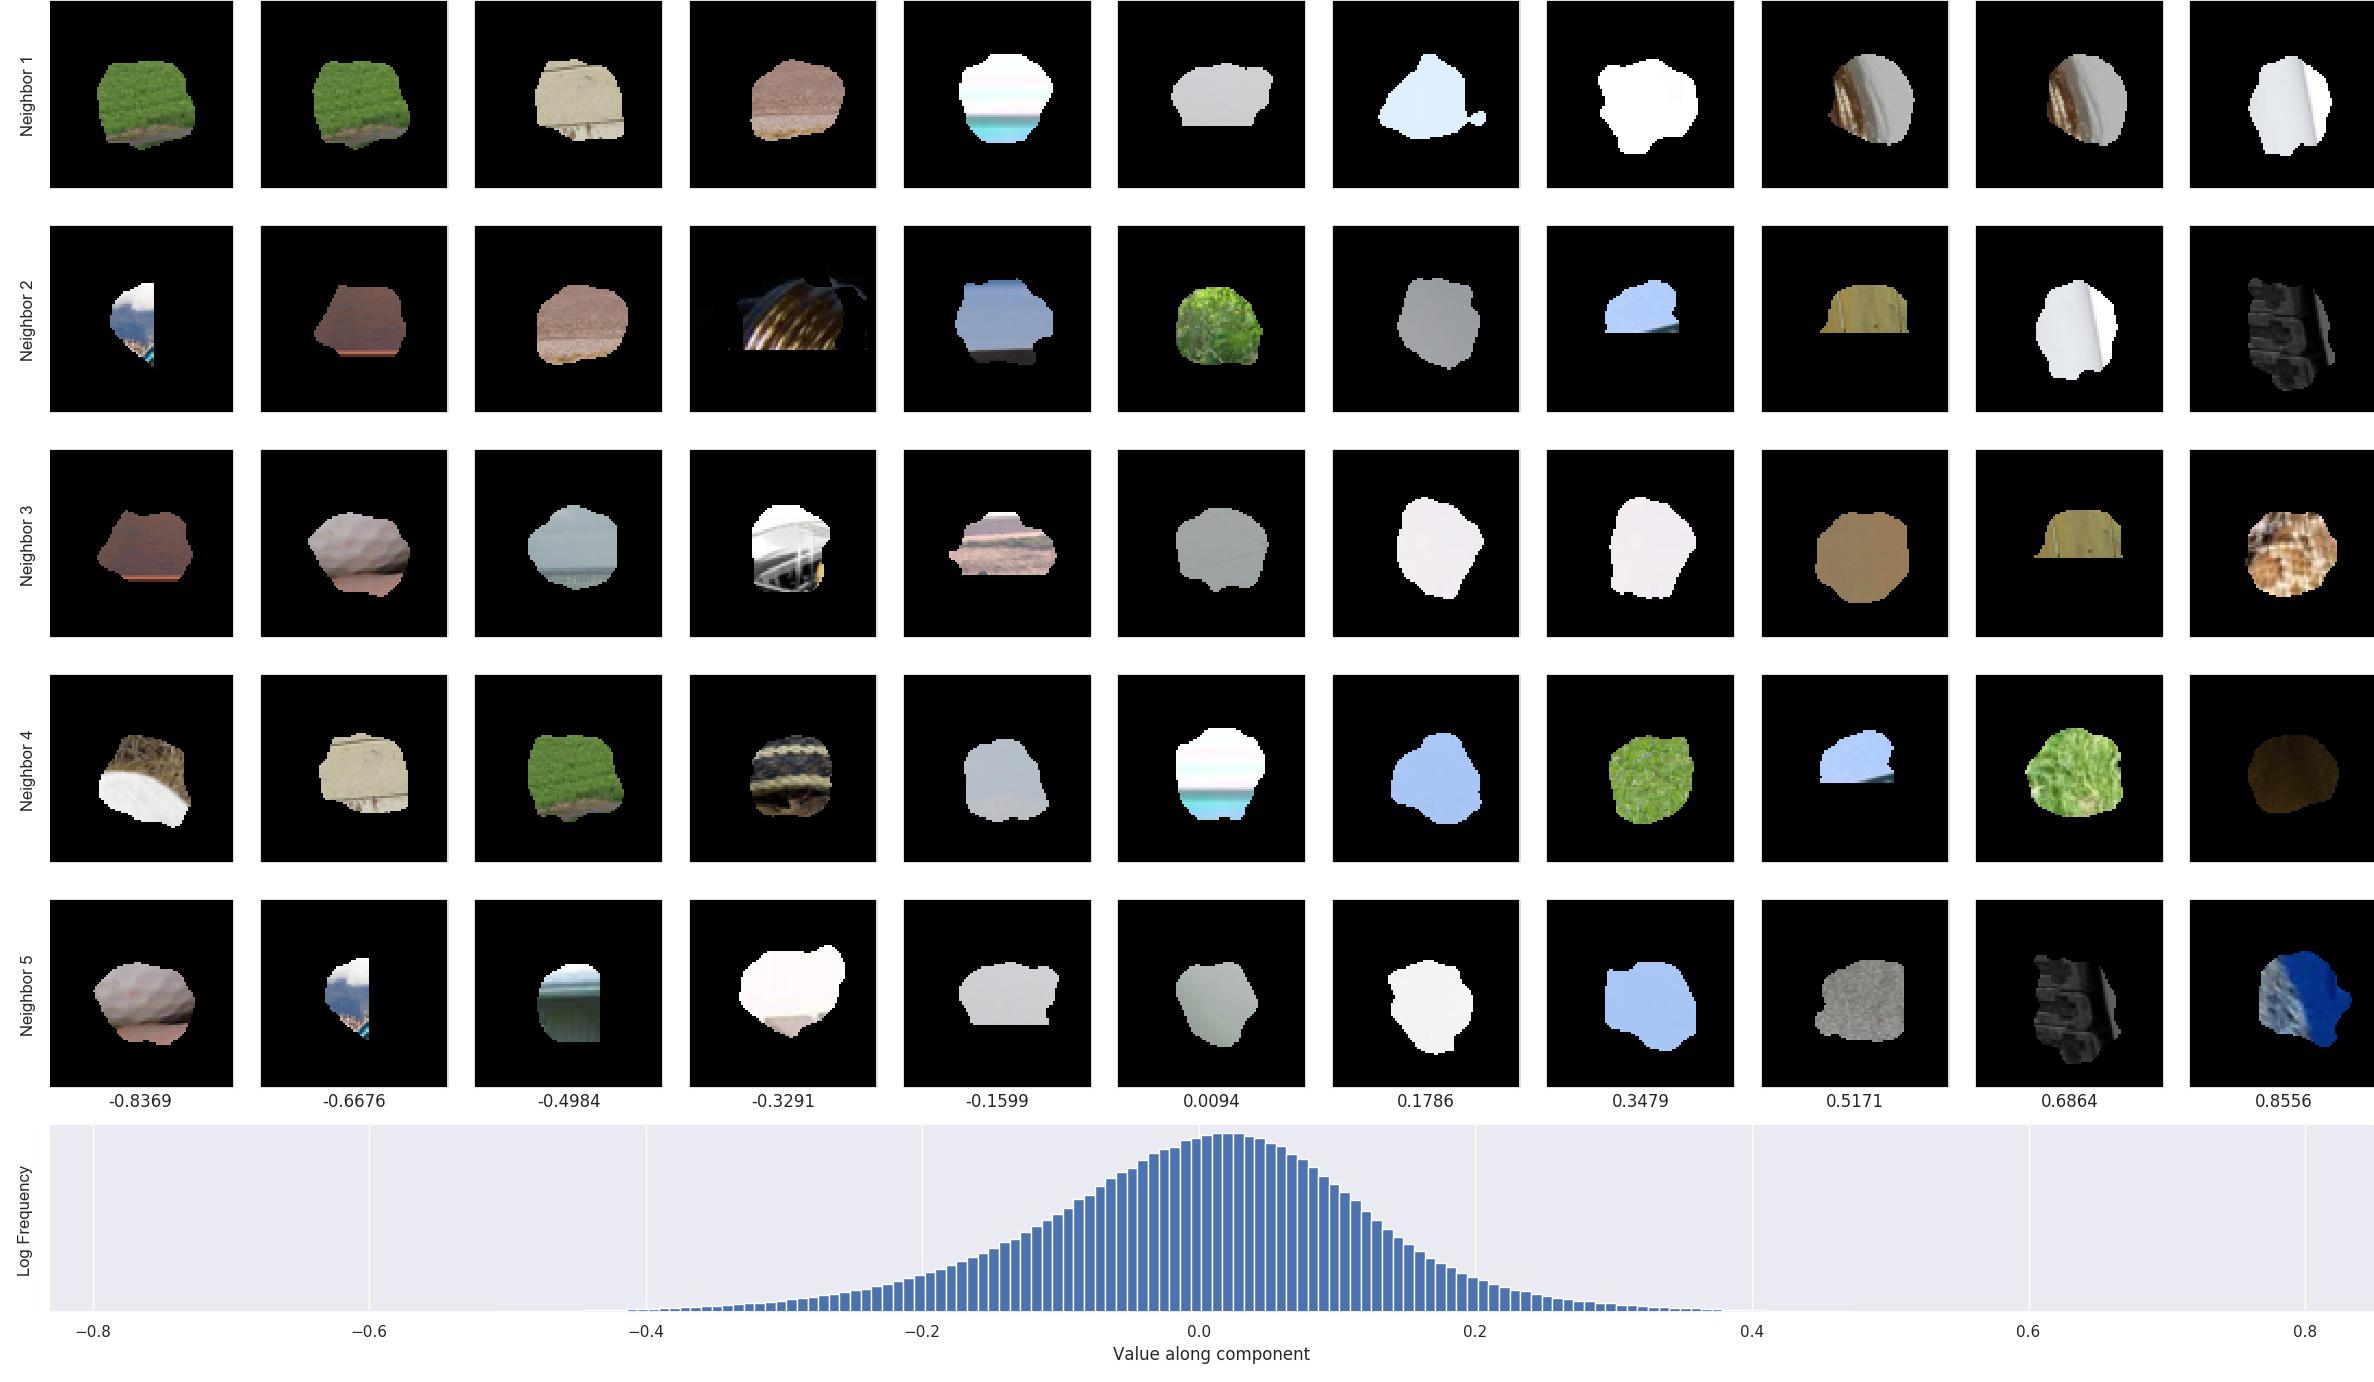 Neighbor 1
Neighbor 2
Neighbor 3
Neighbor 4
Neighbor 5
-0.8369 -0.6676 -0.4984 -0.3291 -0.1599 0.0094 0.1786 0.3479 0.5171 0.6864 0.8556
Log Frequency
−0.8 −0.6 −0.4 −0.2 0.0 0.2 0.4 0.6 0.8
Value along component